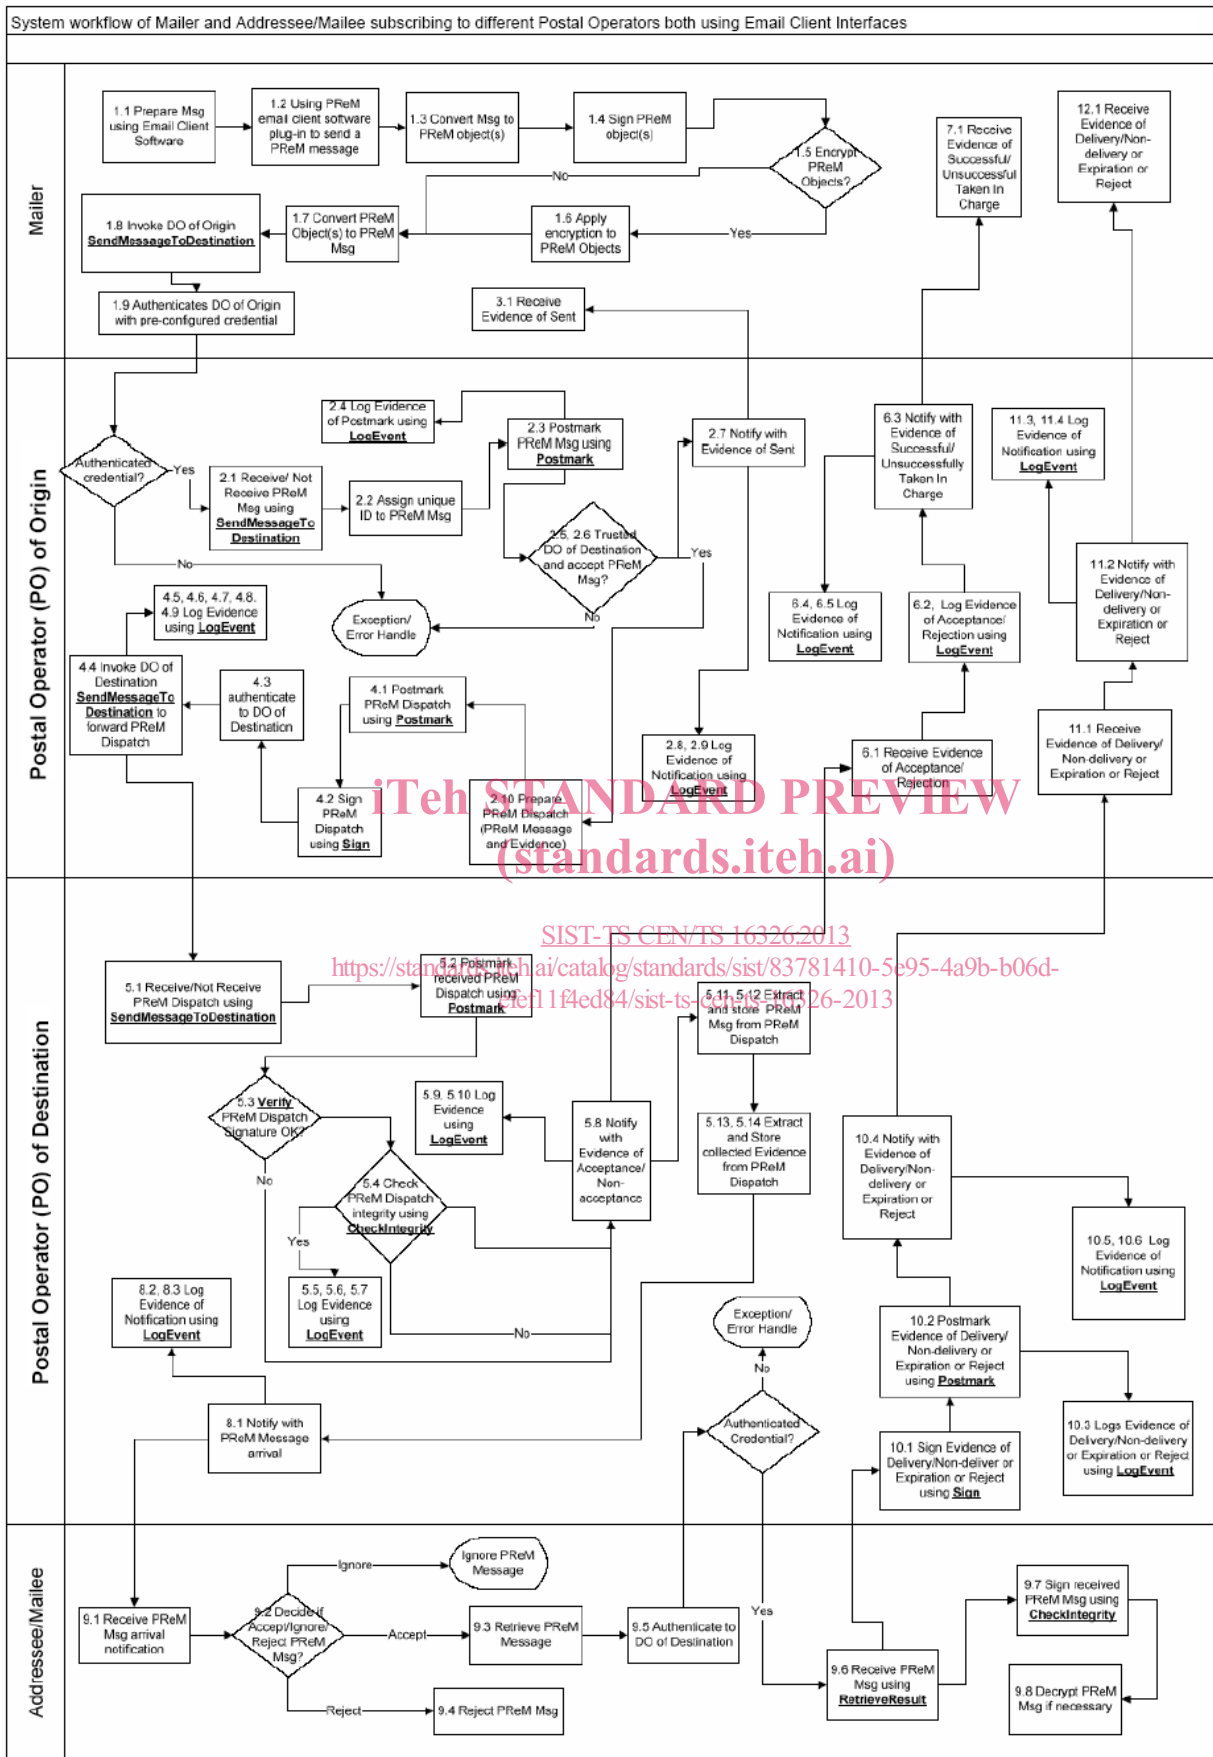 System workflow of Mailer and Addressee/Mailee subscribing to different Postal Operators both using Email Client Interfaces
Mailer
1.1 Prepare Msg
using Email Client
Software
1.2 Using PReM
email client software
plug-in to send a
PReM message
1.3 Convert Msg to
PReM object(s)
1.4 Sign PReM
object(s)
1.5 Encrypt
PReM
Objects?
No
Yes
1.6 Apply
encryption to
PReM Objects
1.7 Convert PReM
Object(s) to PReM
Msg
1.8 Invoke DO of Origin
SendMessageToDestination
1.9 Authenticates DO of Origin
with pre-configured credential
3.1 Receive
Evidence of Sent
7.1 Receive
Evidence of
Successful/
Unsuccessful
Taken In
Charge
12.1 Receive
Evidence of
Delivery/Non-
delivery or
Expiration or
Reject
Postal Operator (PO) of Origin
Authenticated
credential?
Yes
No
2.1 Receive/ Not
Receive PReM
Msg using
SendMessageTo
Destination
2.2 Assign unique
ID to PReM Msg
2.3 Postmark
PReM Msg using
Postmark
2.4 Log Evidence
of Postmark using
LogEvent
2.5, 2.6 Trusted
DO of Destination
and accept PReM
Msg?
Yes
No
Exception/
Error Handle
2.7 Notify with
Evidence of Sent
2.8, 2.9 Log
Evidence of
Notification using
LogEvent
2.10 Prepare
PReM Dispatch
(PReM Message
and Evidence)
4.1 Postmark
PReM Dispatch
using Postmark
4.2 Sign
PReM
Dispatch
using Sign
4.3
authenticate
to DO of
Destination
4.4 Invoke DO of
Destination
SendMessageTo
Destination to
forward PReM
Dispatch
4.5, 4.6, 4.7, 4.8.
4.9 Log Evidence
using LogEvent
6.1 Receive Evidence
of Acceptance/
Rejection
6.2, Log Evidence
of Acceptance/
Rejection using
LogEvent
6.3 Notify with
Evidence of
Successful/
Unsuccessfully
Taken In
Charge
6.4, 6.5 Log
Evidence of
Notification using
LogEvent
11.1 Receive
Evidence of Delivery/
Non-delivery or
Expiration or Reject
11.2 Notify with
Evidence of
Delivery/Non-
delivery or
Expiration or
Reject
11.3, 11.4 Log
Evidence of
Notification using
LogEvent
iTeh STANDARD PREVIEW
(standards.iteh.ai)
SIST-TS CEN/TS 16326:2013
https://standards.iteh.ai/catalog/standards/sist/83781410-5e95-4a9b-b06d-
efef11f4ed84/sist-ts-cen-ts-16326-2013
Postal Operator (PO) of Destination
5.1 Receive/Not Receive
PReM Dispatch using
SendMessageToDestination
5.2 Postmark
received PReM
Dispatch using
Postmark
5.3 Verify
PReM Dispatch
Signature OK?
No
5.4 Check
PReM Dispatch
integrity using
CheckIntegrity
Yes
No
5.5, 5.6, 5.7
Log Evidence
using
LogEvent
5.8 Notify
with
Evidence of
Acceptance/
Non-
acceptance
5.9, 5.10 Log
Evidence
using
LogEvent
5.11, 5.12 Extract
and store PReM
Msg from PReM
Dispatch
5.13, 5.14 Extract
and Store
collected Evidence
from PReM
Dispatch
8.1 Notify with
PReM Message
arrival
8.2, 8.3 Log
Evidence of
Notification using
LogEvent
Exception/
Error Handle
No
Authenticated
Credential?
Yes
10.1 Sign Evidence of
Delivery/Non-deliver or
Expiration or Reject
using Sign
10.2 Postmark
Evidence of Delivery/
Non-delivery or
Expiration or Reject
using Postmark
10.3 Logs Evidence of
Delivery/Non-delivery
or Expiration or Reject
using LogEvent
10.4 Notify with
Evidence of
Delivery/Non-
delivery or
Expiration or
Reject
10.5, 10.6 Log
Evidence of
Notification using
LogEvent
Addressee/Mailee
9.1 Receive PReM
Msg arrival
notification
9.2 Decide if
Accept/Ignore/
Reject PReM
Msg?
Ignore
Ignore PReM
Message
Accept
Reject
9.3 Retrieve PReM
Message
9.4 Reject PReM Msg
9.5 Authenticate to
DO of Destination
9.6 Receive PReM
Msg using
RetrieveResult
9.7 Sign received
PReM Msg using
CheckIntegrity
9.8 Decrypt PReM
Msg if necessary